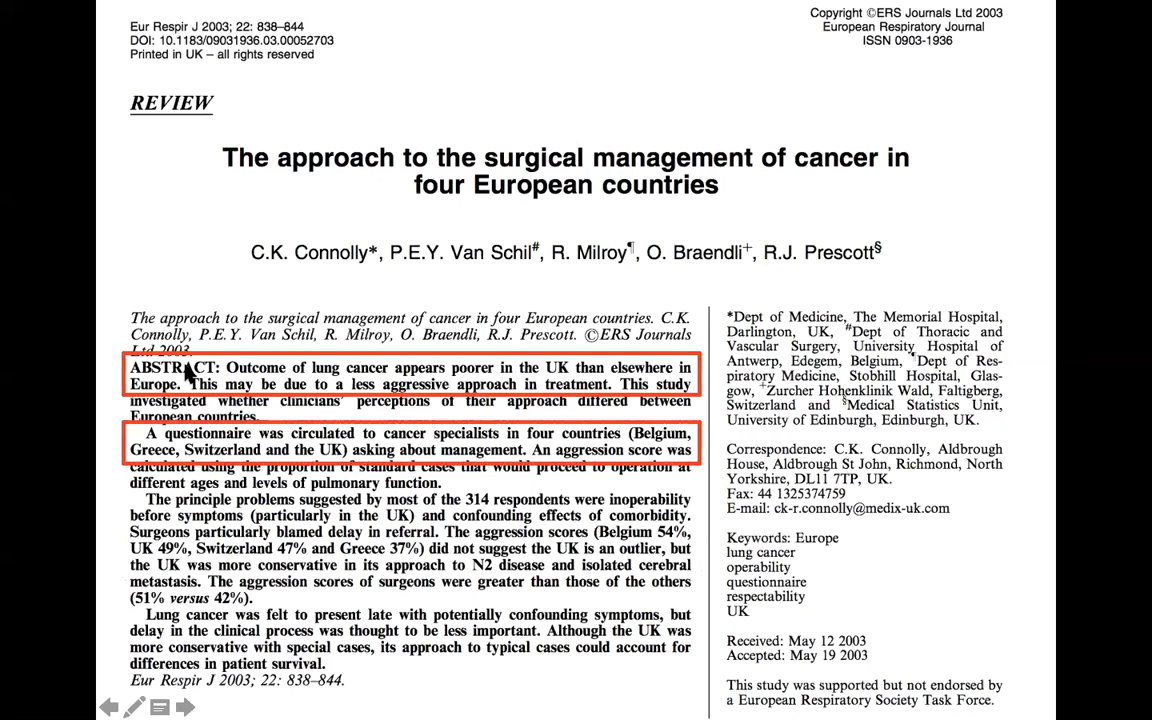 Eur Respir J 2003; 22: 838–844
DOI: 10.1183/09031936.03.00052703
Printed in UK – all rights reserved
Copyright ©ERS Journals Ltd 2003
European Respiratory Journal
ISSN 0903-1936
REVIEW
The approach to the surgical management of cancer in
four European countries
C.K. Connolly*, P.E.Y. Van Schil#, R. Milroy¶, O. Braendli+, R.J. Prescott§
The approach to the surgical management of cancer in four European countries. C.K.
Connolly, P.E.Y. Van Schil, R. Milroy, O. Braendli, R.J. Prescott. ©ERS Journals
Ltd 2003.
ABSTRACT: Outcome of lung cancer appears poorer in the UK than elsewhere in
Europe. This may be due to a less aggressive approach in treatment. This study
investigated whether clinicians' perceptions of their approach differed between
European countries.
A questionnaire was circulated to cancer specialists in four countries (Belgium,
Greece, Switzerland and the UK) asking about management. An aggression score was
calculated using the proportion of standard cases that would proceed to operation at
different ages and levels of pulmonary function.
The principle problems suggested by most of the 314 respondents were inoperability
before symptoms (particularly in the UK) and confounding effects of comorbidity.
Surgeons particularly blamed delay in referral. The aggression scores (Belgium 54%,
UK 49%, Switzerland 47% and Greece 37%) did not suggest the UK is an outlier, but
the UK was more conservative in its approach to N2 disease and isolated cerebral
metastasis. The aggression scores of surgeons were greater than those of the others
(51% versus 42%).
Lung cancer was felt to present late with potentially confounding symptoms, but
delay in the clinical process was thought to be less important. Although the UK was
more conservative with special cases, its approach to typical cases could account for
differences in patient survival.
Eur Respir J 2003; 22: 838–844.
*Dept of Medicine, The Memorial Hospital,
Darlington, UK, #Dept of Thoracic and
Vascular Surgery, University Hospital of
Antwerp, Edegem, Belgium, ¶Dept of Res-
piratory Medicine, Stobhill Hospital, Glas-
gow, +Zurcher Hohenklinik Wald, Faltigberg,
Switzerland and §Medical Statistics Unit,
University of Edinburgh, Edinburgh, UK.
Correspondence: C.K. Connolly, Aldbrough
House, Aldbrough St John, Richmond, North
Yorkshire, DL11 7TP, UK.
Fax: 44 1325374759
E-mail: ck-r.connolly@medix-uk.com
Keywords: Europe
lung cancer
operability
questionnaire
respectability
UK
Received: May 12 2003
Accepted: May 19 2003
This study was supported but not endorsed by
a European Respiratory Society Task Force.